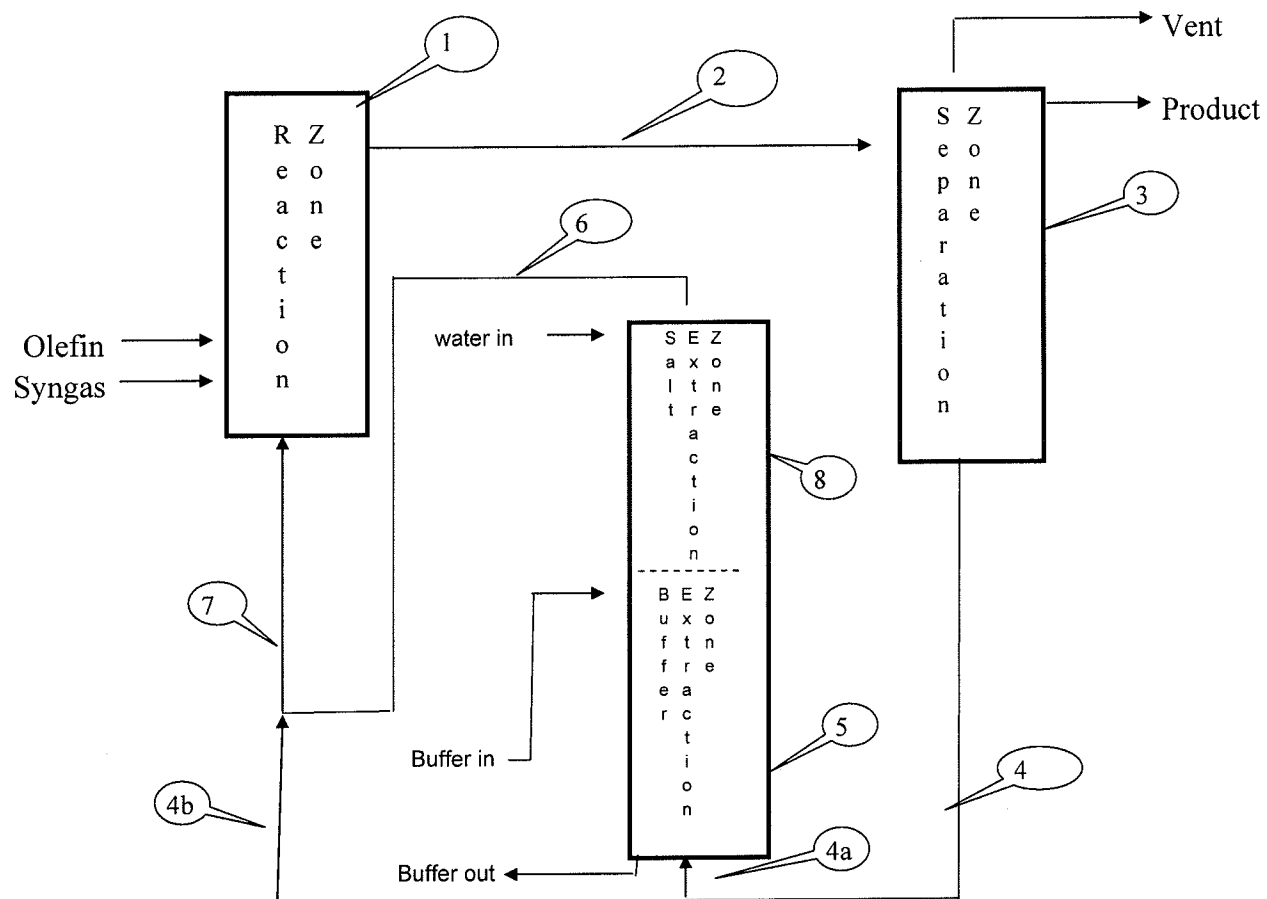 Vent
1
2
Product
Reaction Zone
Separation Zone
3
6
water in
Salt Extraction Zone
Olefin
Syngas
8
7
Buffer Extraction Zone
5
Buffer in
4
4b
4a
Buffer out